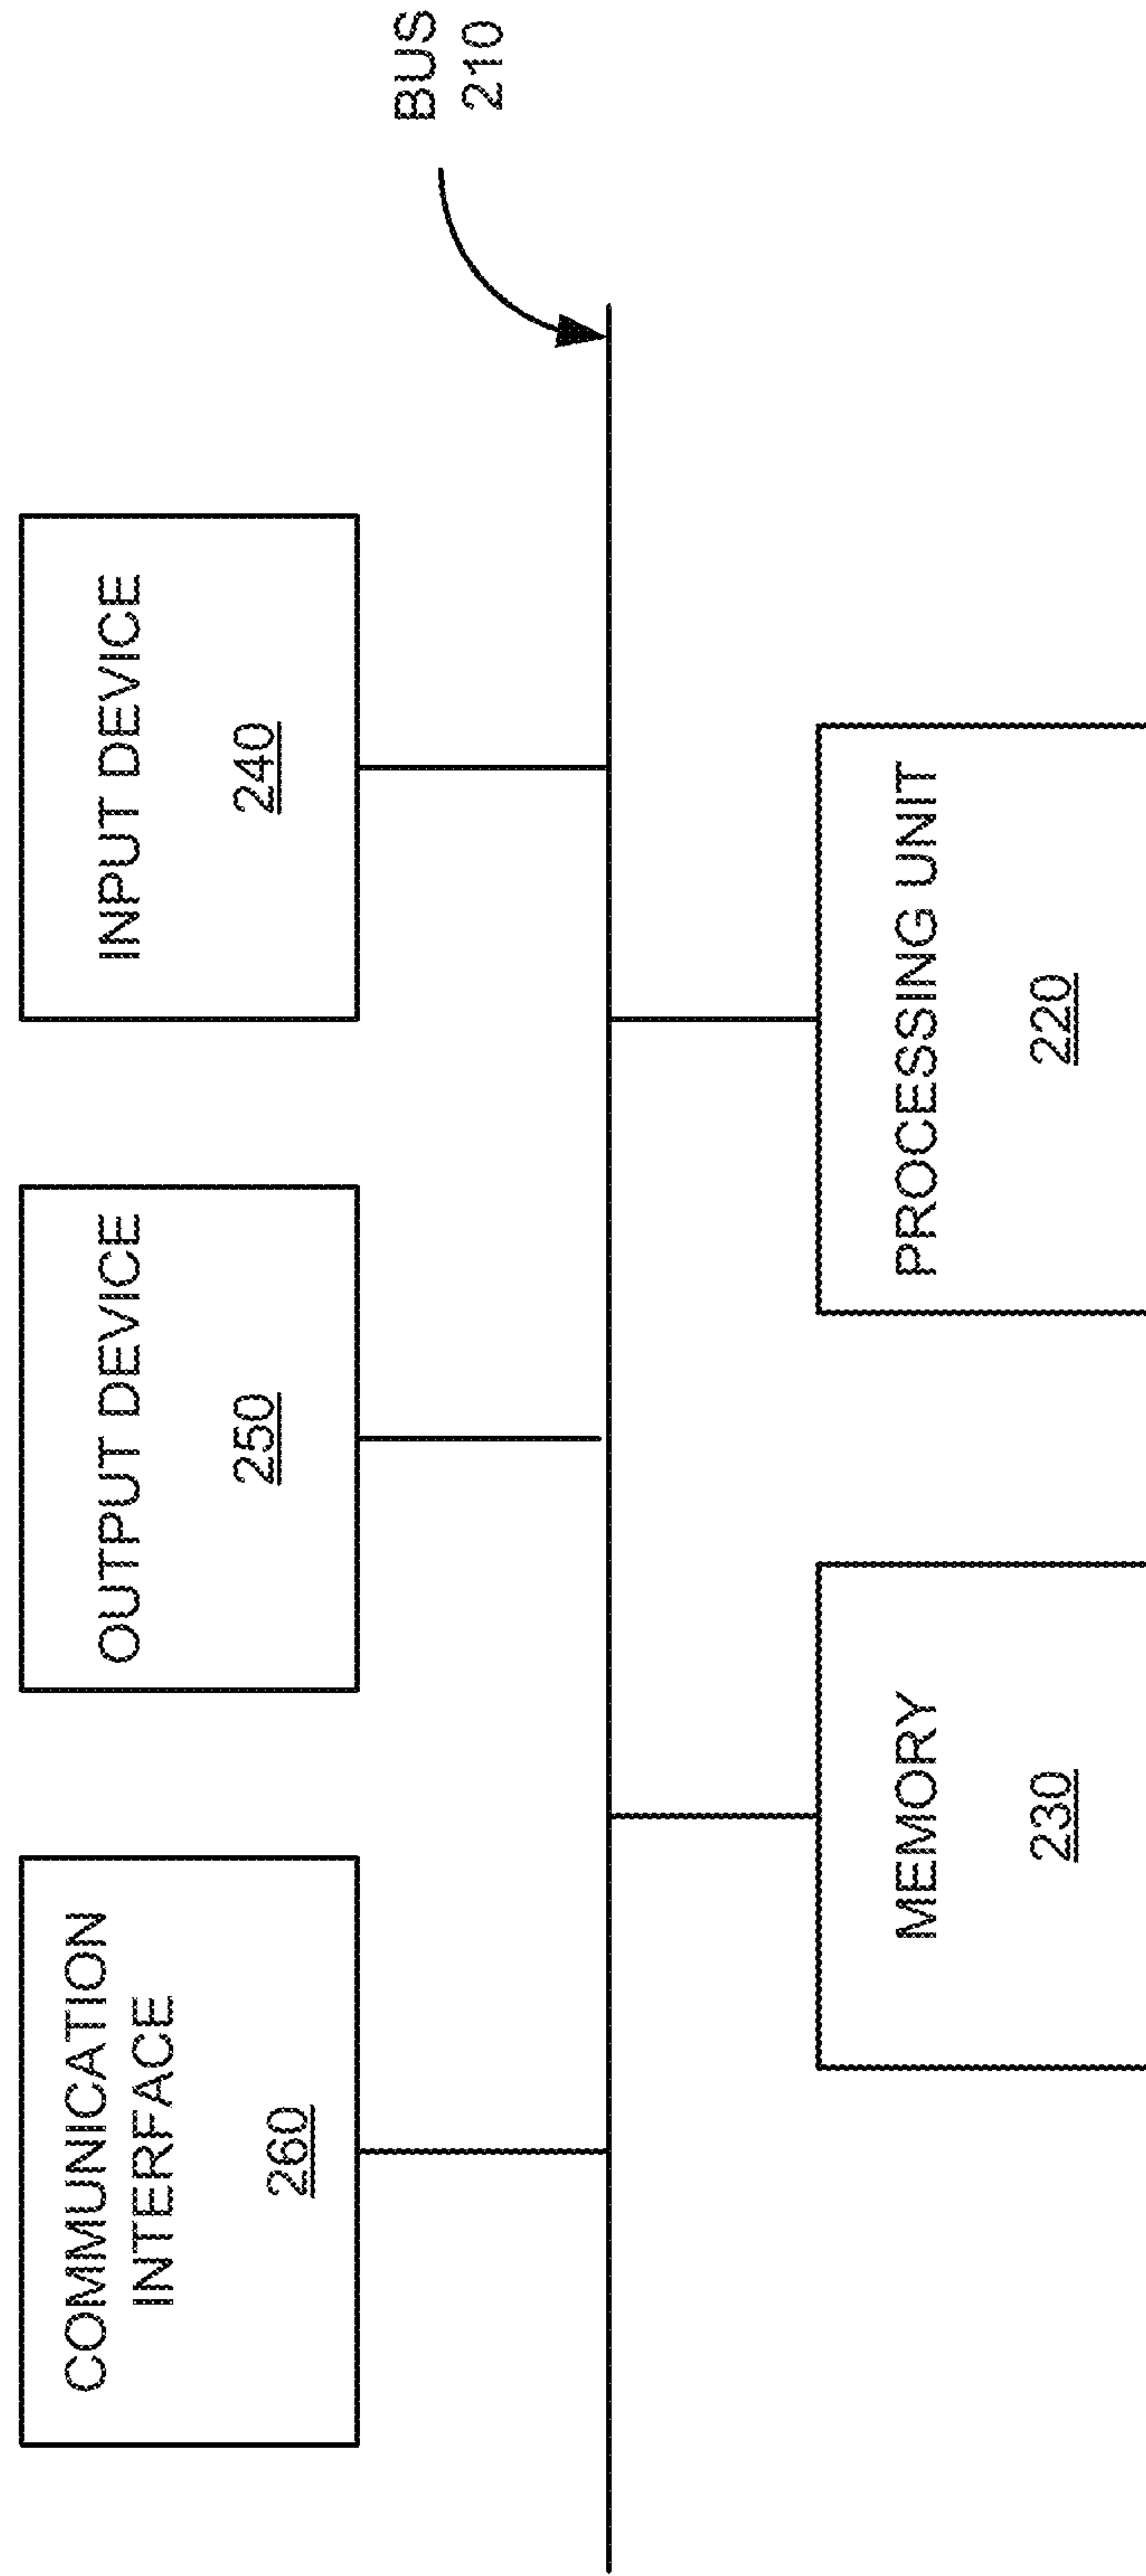 COMMUNICATION
INTERFACE
260
OUTPUT DEVICE
250
INPUT DEVICE
240
BUS
210
MEMORY
230
PROCESSING UNIT
220